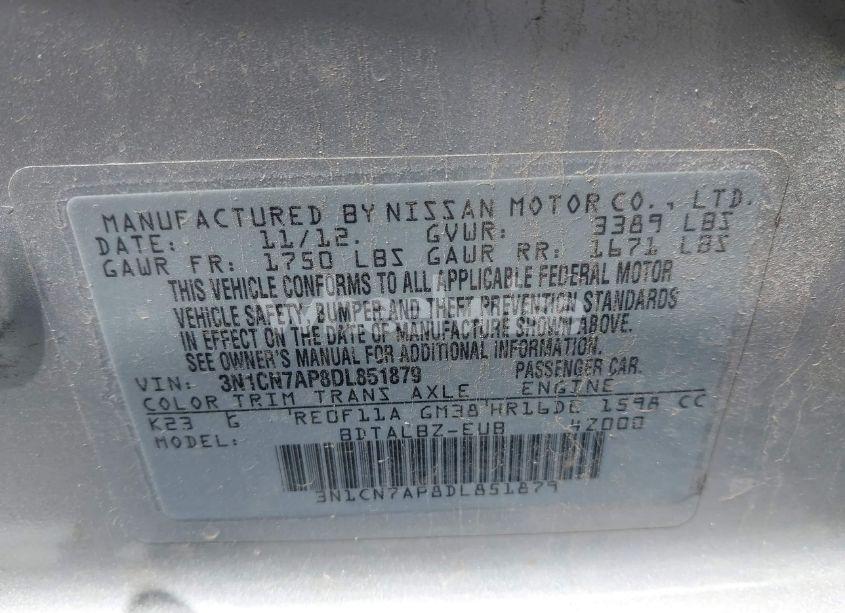 MANUFACTURED BY NISSAN MOTOR CO., LTD.
DATE: 11/12. GVWR: 3389 LBS
GAWR FR: 1750 LBS GAWR RR: 1671 LBS
THIS VEHICLE CONFORMS TO ALL APPLICABLE FEDERAL MOTOR
VEHICLE SAFETY, BUMPER AND THEFT PREVENTION STANDARDS
IN EFFECT ON THE DATE OF MANUFACTURE SHOWN ABOVE.
SEE OWNER'S MANUAL FOR ADDITIONAL INFORMATION.
VIN: 3N1CN7AP8DL851879 PASSENGER CAR.
COLOR TRIM TRANS AXLE ENGINE
K23 G RE0F11A GM38 HR16DE 1598 CC
MODEL: BDTALBZ-EUB 4Z000
3N1CN7AP8DL851879